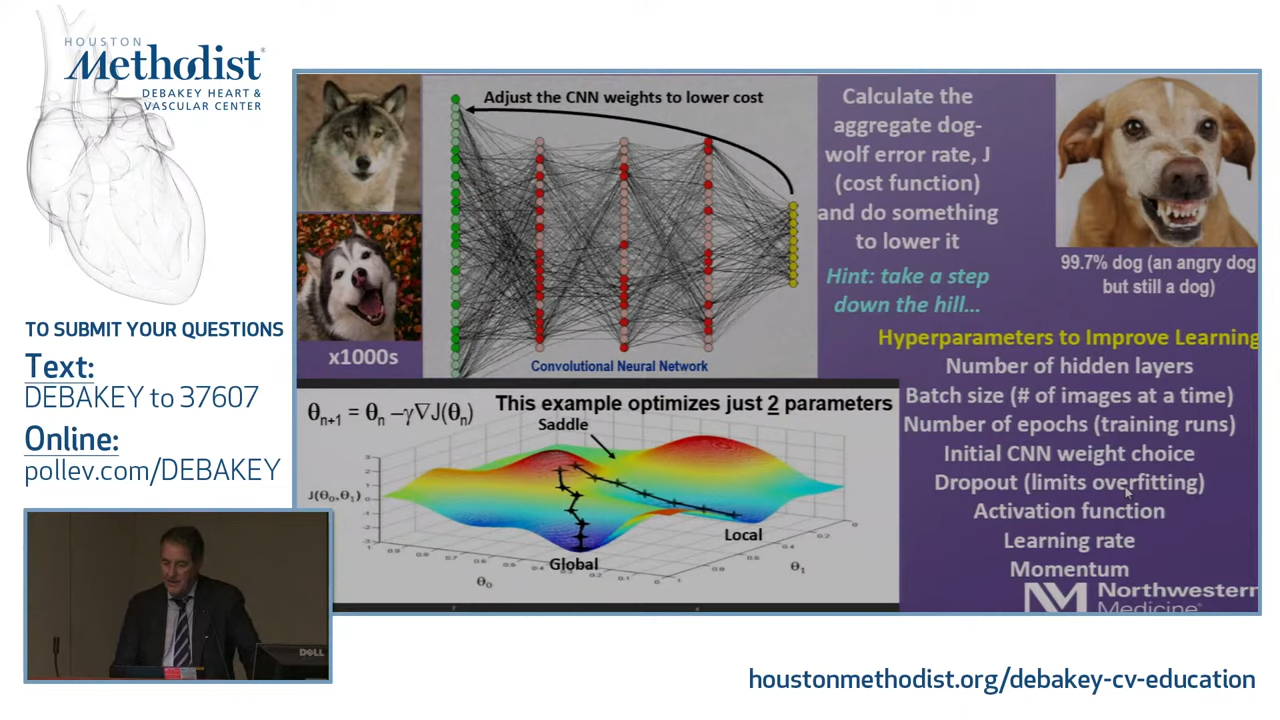 HOUSTON
Methodist
DEBAKEY HEART &
VASCULAR CENTER
TO SUBMIT YOUR QUESTIONS
Text:
DEBAKEY to 37607
Online:
pollev.com/DEBAKEY
DELL
Adjust the CNN weights to lower cost
x1000s
Convolutional Neural Network
Calculate the
aggregate dog-
wolf error rate, J
(cost function)
and do something
to lower it
Hint: take a step
down the hill...
99.7% dog (an angry dog
but still a dog)
θn+1 = θn –γ∇J(θn)
This example optimizes just 2 parameters
Saddle
J(θ0,θ1)
Local
Global
θ0
θ1
Hyperparameters to Improve Learning
Number of hidden layers
Batch size (# of images at a time)
Number of epochs (training runs)
Initial CNN weight choice
Dropout (limits overfitting)
Activation function
Learning rate
Momentum
Northwestern
Medicine
houstonmethodist.org/debakey-cv-education